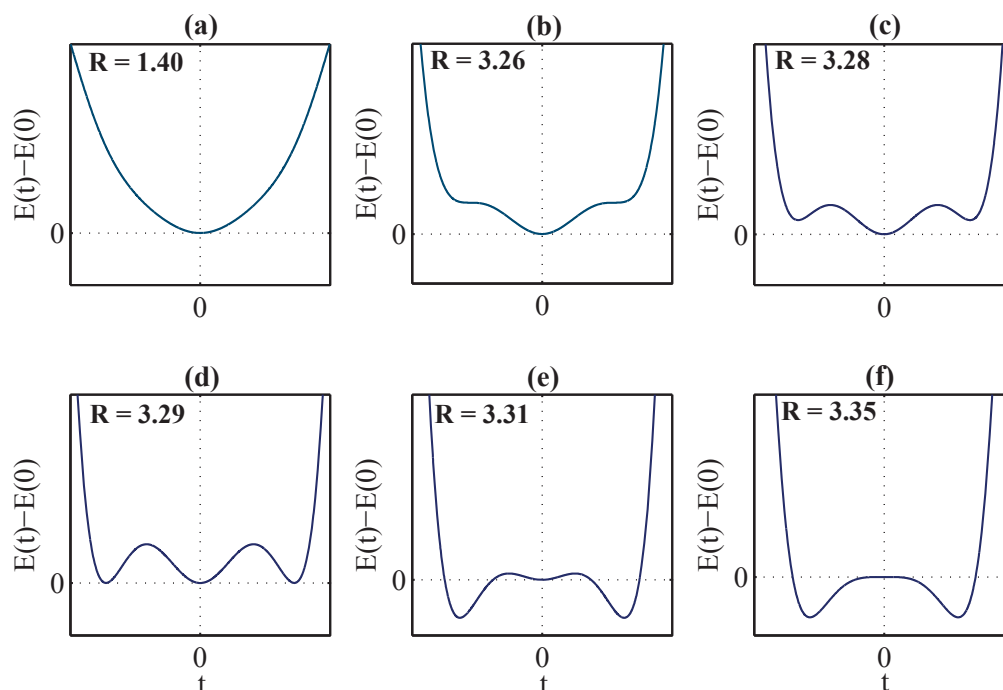 (a) (b) (c)
R = 1.40 R = 3.26 R = 3.28
E(t)−E(0) E(t)−E(0) E(t)−E(0)
0 0 0
0 0 0
(d) (e) (f)
R = 3.29 R = 3.31 R = 3.35
E(t)−E(0) E(t)−E(0) E(t)−E(0)
0 0 0
0 0 0
t t t